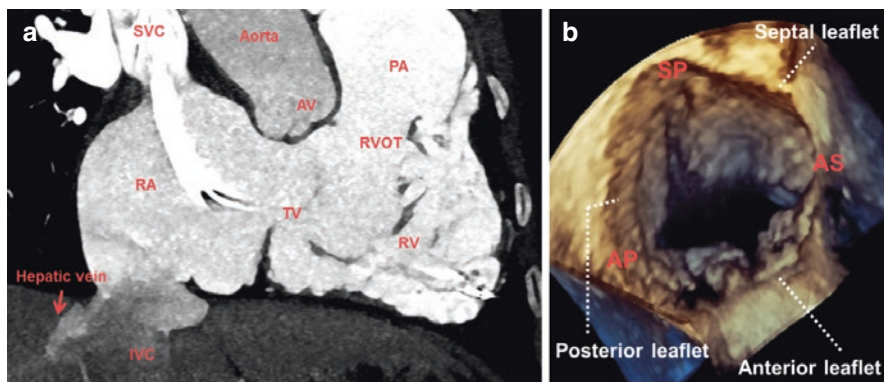 a
SVC
Aorta
PA
AV
RVOT
RA
TV
RV
Hepatic vein
IVC
b
Septal leaflet
SP
AS
AP
Posterior leaflet
Anterior leaflet